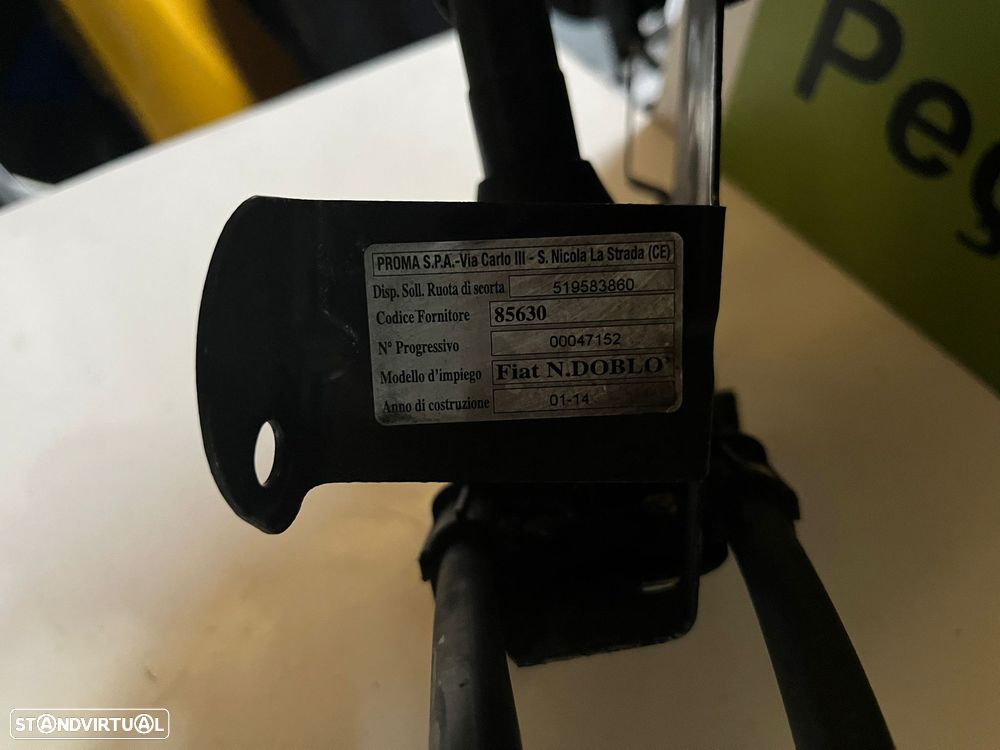 Peç
PROMA S.P.A.-Via Carlo III - S. Nicola La Strada (CE)
Disp. Soll. Ruota di scorta 519583860
Codice Fornitore 85630
N° Progressivo 00047152
Modello d'impiego Fiat N.DOBLO'
Anno di costruzione 01-14
STANDVIRTUAL